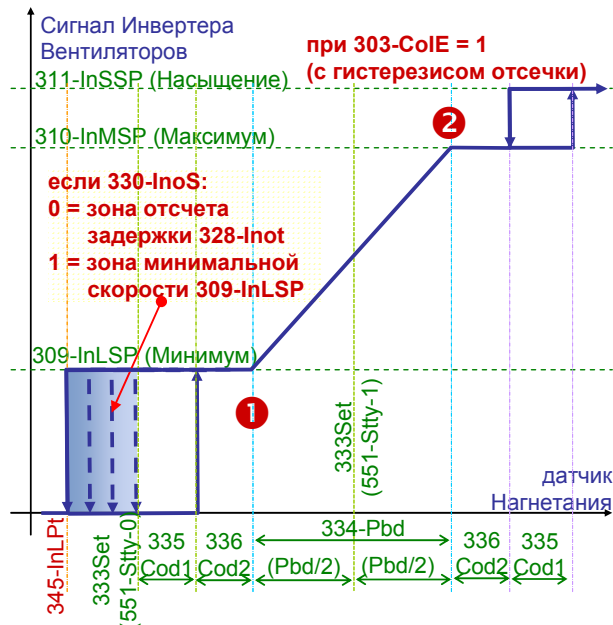 Сигнал Инвертера
Вентиляторов
при 303-ColE = 1
(с гистерезисом отсечки)
311-InSSP (Насыщение)
310-InMSP (Максимум)
2
если 330-InoS:
0 = зона отсчета
задержки 328-Inot
1 = зона минимальной
скорости 309-InLSP
309-InLSP (Минимум)
1
333Set
(551-Stty-1)
датчик
Нагнетания
345-InLPt
333Set
(551-Stty-0)
335
Cod1
336
Cod2
334-Pbd
(Pbd/2)
(Pbd/2)
336
Cod2
335
Cod1